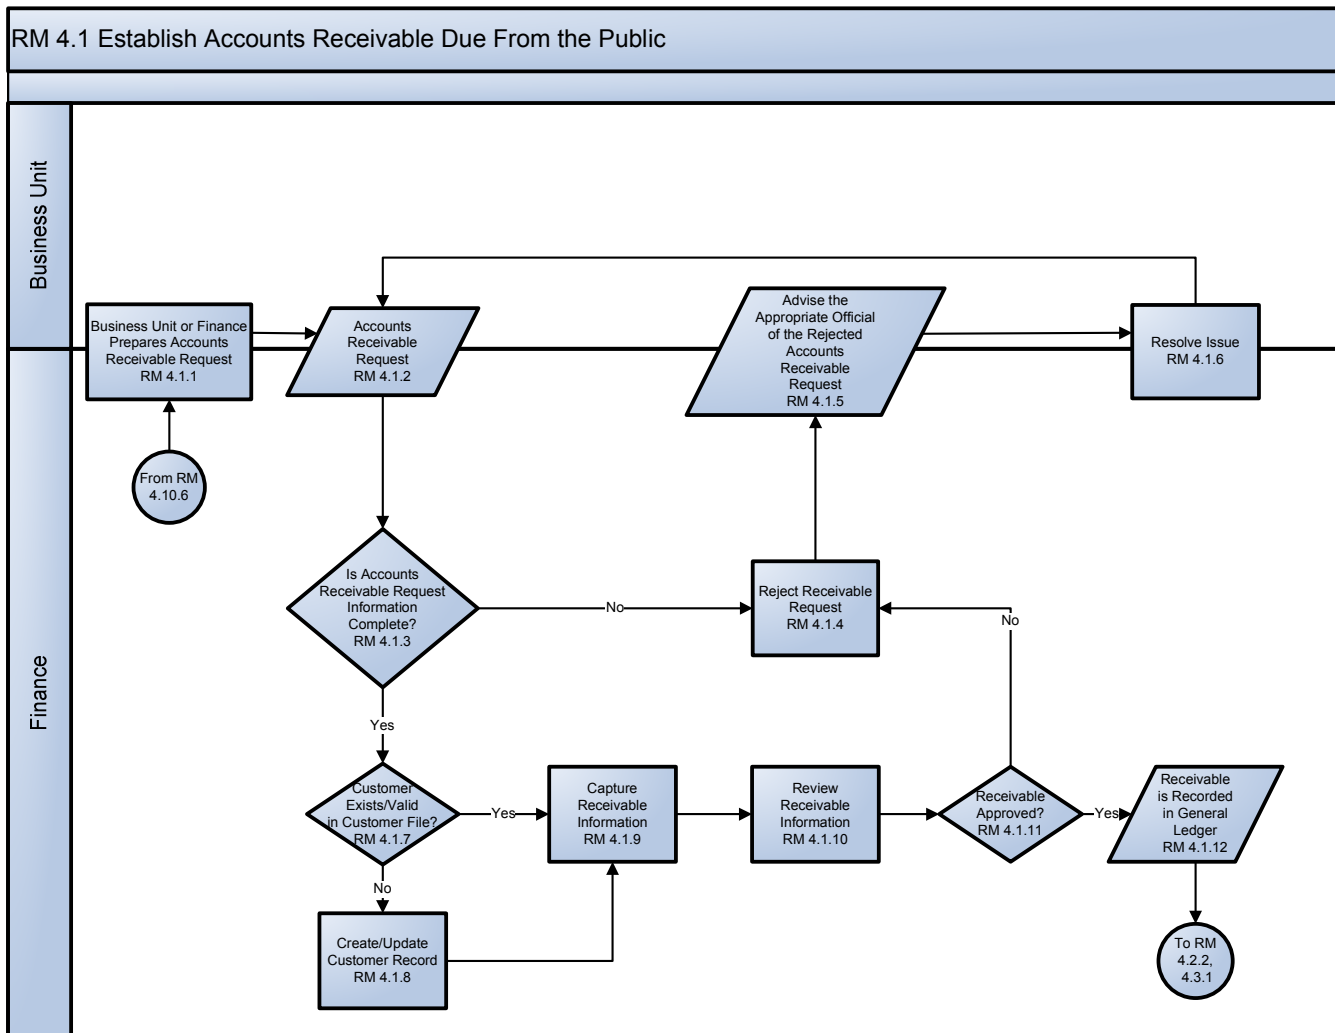 RM 4.1 Establish Accounts Receivable Due From the Public
Business Unit
Business Unit or Finance
Prepares Accounts
Receivable Request
RM 4.1.1
Accounts
Receivable
Request
RM 4.1.2
Advise the
Appropriate Official
of the Rejected
Accounts
Receivable
Request
RM 4.1.5
Resolve Issue
RM 4.1.6
Finance
From RM
4.10.6
Is Accounts
Receivable Request
Information
Complete?
RM 4.1.3
No
Reject Receivable
Request
RM 4.1.4
No
Yes
Customer
Exists/Valid
in Customer File?
RM 4.1.7
Yes
Capture
Receivable
Information
RM 4.1.9
Review
Receivable
Information
RM 4.1.10
Receivable
Approved?
RM 4.1.11
Yes
Receivable
is Recorded
in General
Ledger
RM 4.1.12
No
Create/Update
Customer Record
RM 4.1.8
To RM
4.2.2,
4.3.1